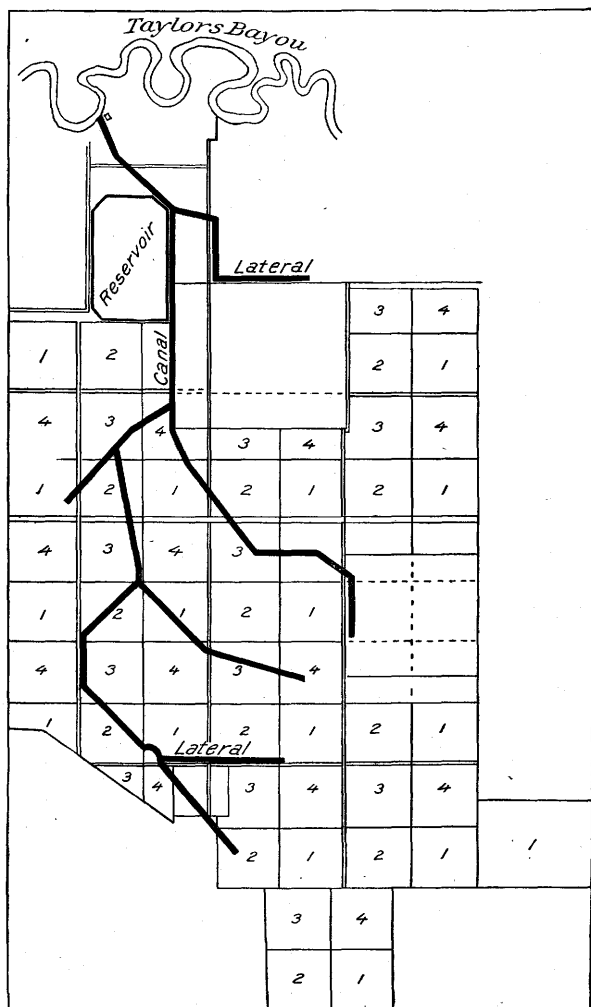 Taylors Bayou
Lateral
Reservoir
3 4
1 2 2 1
Canal
4 3 4 3 4 3 4
1 2 1 2 1 2 1
4 3 4 3
1 2 1 2 1
4 3 4 3 4
1 2 1 2 1 2 1
Lateral
3 4 3 4 3 4
2 1 2 1 1
3 4
2 1